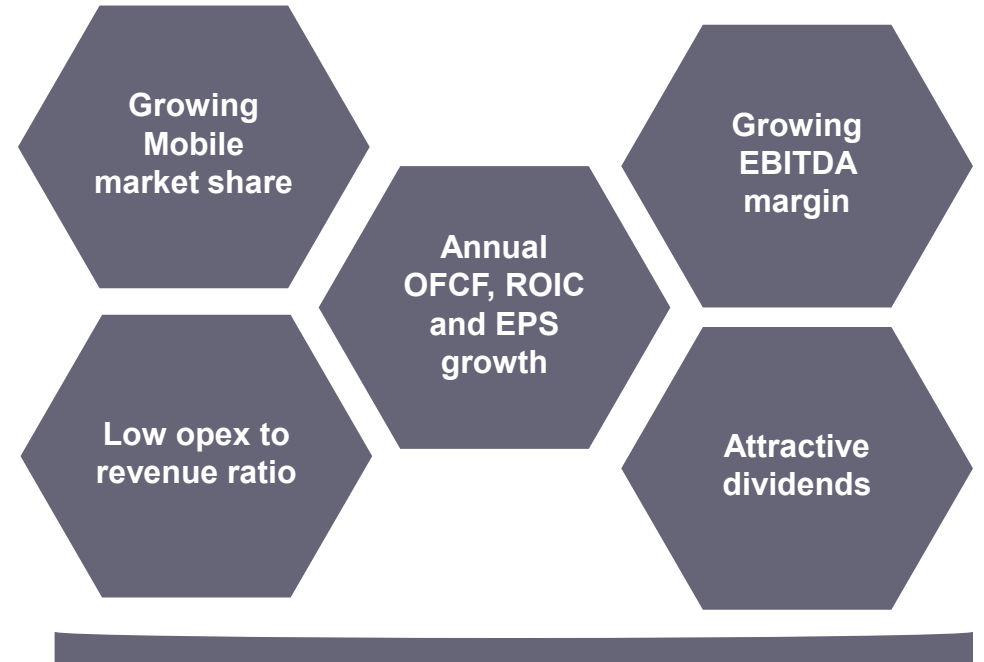 Growing
Mobile
market share
Growing
EBITDA
margin
Annual
OFCF, ROIC
and EPS
growth
Low opex to
revenue ratio
Attractive
dividends